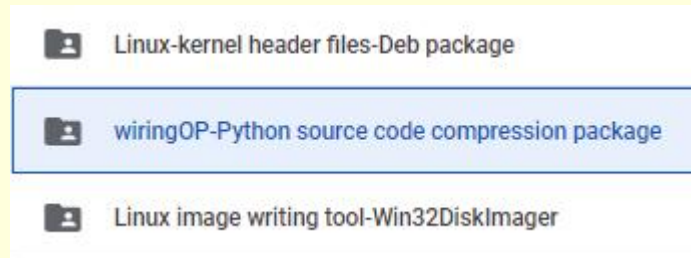 Linux-kernel header files-Deb package
wiringOP-Python source code compression package
Linux image writing tool-Win32DiskImager